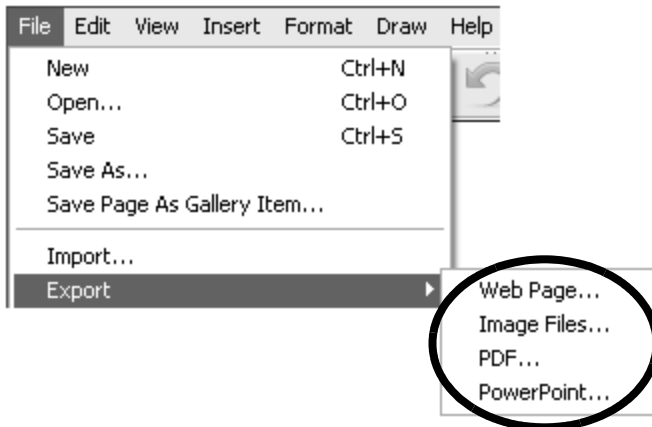 File Edit View Insert Format Draw Help
New Ctrl+N
Open... Ctrl+O
Save Ctrl+S
Save As...
Save Page As Gallery Item...
Import...
Export
Web Page...
Image Files...
PDF...
PowerPoint...